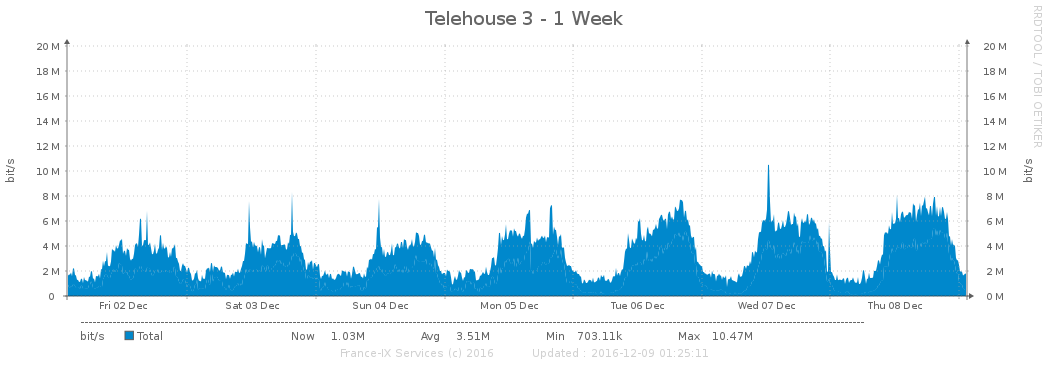 Telehouse 3 - 1 Week
RRDTOOL / TOBI OETIKER
20 M 20 M
18 M 18 M
16 M 16 M
14 M 14 M
12 M 12 M
10 M 10 M
8 M 8 M
6 M 6 M
4 M 4 M
2 M 2 M
0 0 M
bit/s bit/s
Fri 02 Dec Sat 03 Dec Sun 04 Dec Mon 05 Dec Tue 06 Dec Wed 07 Dec Thu 08 Dec
bit/s Total Now 1.03M Avg 3.51M Min 703.11k Max 10.47M
France-IX Services (c) 2016 Updated : 2016-12-09 01:25:11